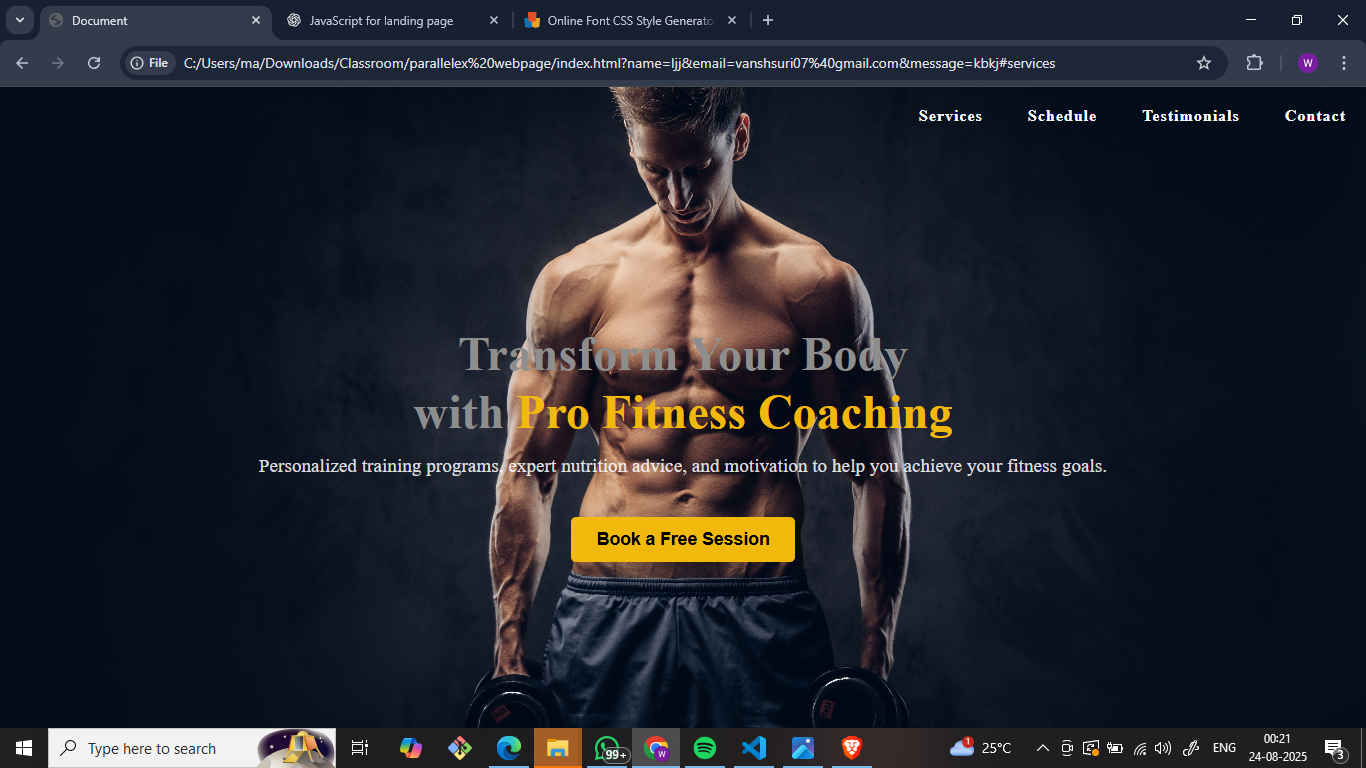 Document
JavaScript for landing page
Online Font CSS Style Generato
File
C:/Users/ma/Downloads/Classroom/parallelex%20webpage/index.html?name=ljj&email=vanshsuri07%40gmail.com&message=kbkj#services
W
Services
Schedule
Testimonials
Contact
Transform Your Body
with Pro Fitness Coaching
Personalized training programs, expert nutrition advice, and motivation to help you achieve your fitness goals.
Book a Free Session
Type here to search
99+
W
1
25°C
ENG
00:21
24-08-2025
3